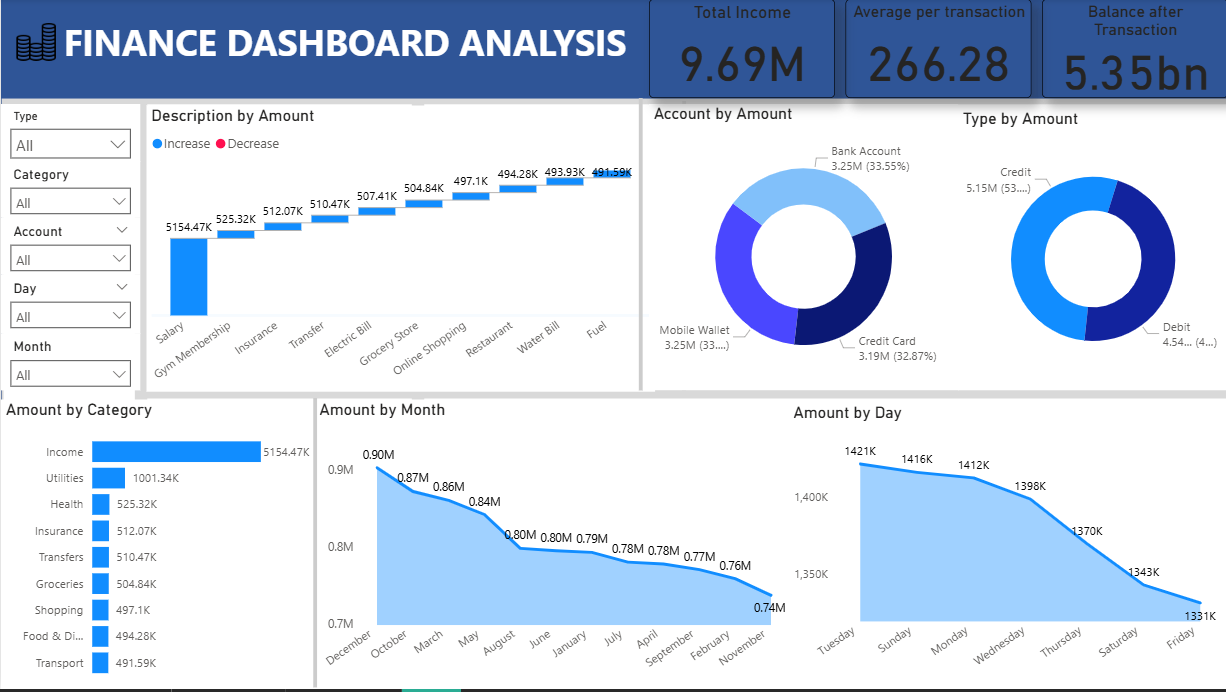 FINANCE DASHBOARD ANALYSIS
Total Income
9.69M
Average per transaction
266.28
Balance after
Transaction
5.35bn
Type
All
Category
All
Account
All
Day
All
Month
All
Description by Amount
Increase Decrease
5154.47K
525.32K
512.07K
510.47K
507.41K
504.84K
497.1K
494.28K
493.93K
491.59K
Salary
Gym Membership
Insurance
Transfer
Electric Bill
Grocery Store
Online Shopping
Restaurant
Water Bill
Fuel
Account by Amount
Bank Account
3.25M (33.55%)
Mobile Wallet
3.25M (33....)
Credit Card
3.19M (32.87%)
Type by Amount
Credit
5.15M (53....)
Debit
4.54... (4...)
Amount by Category
Income 5154.47K
Utilities 1001.34K
Health 525.32K
Insurance 512.07K
Transfers 510.47K
Groceries 504.84K
Shopping 497.1K
Food & Di... 494.28K
Transport 491.59K
Amount by Month
0.9M
0.8M
0.7M
0.90M
0.87M
0.86M
0.84M
0.80M
0.80M
0.79M
0.78M
0.78M
0.77M
0.76M
0.74M
December
October
March
May
August
June
January
July
April
September
February
November
Amount by Day
1,400K
1,350K
1421K
1416K
1412K
1398K
1370K
1343K
1331K
Tuesday
Sunday
Monday
Wednesday
Thursday
Saturday
Friday